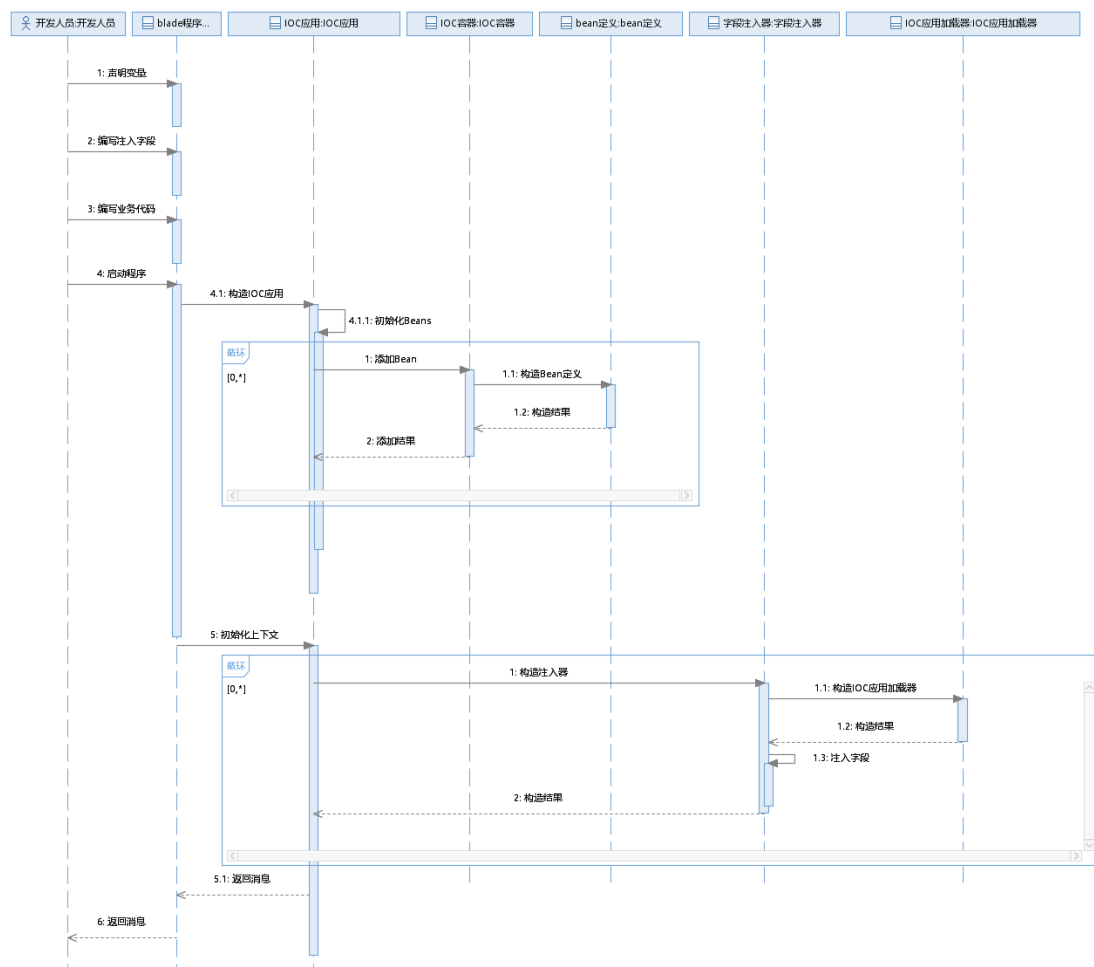 开发人员:开发人员
blade程序...
IOC应用:IOC应用
IOC容器:IOC容器
bean定义:bean定义
字段注入器:字段注入器
IOC应用加载器:IOC应用加载器
1: 声明变量
2: 编写注入字段
3: 编写业务代码
4: 启动程序
4.1: 构造IOC应用
4.1.1: 初始化Beans
循环
[0,*]
1: 添加Bean
1.1: 构造Bean定义
1.2: 构造结果
2: 添加结果
5: 初始化上下文
循环
[0,*]
1: 构造注入器
1.1: 构造IOC应用加载器
1.2: 构造结果
1.3: 注入字段
2: 构造结果
5.1: 返回消息
6: 返回消息